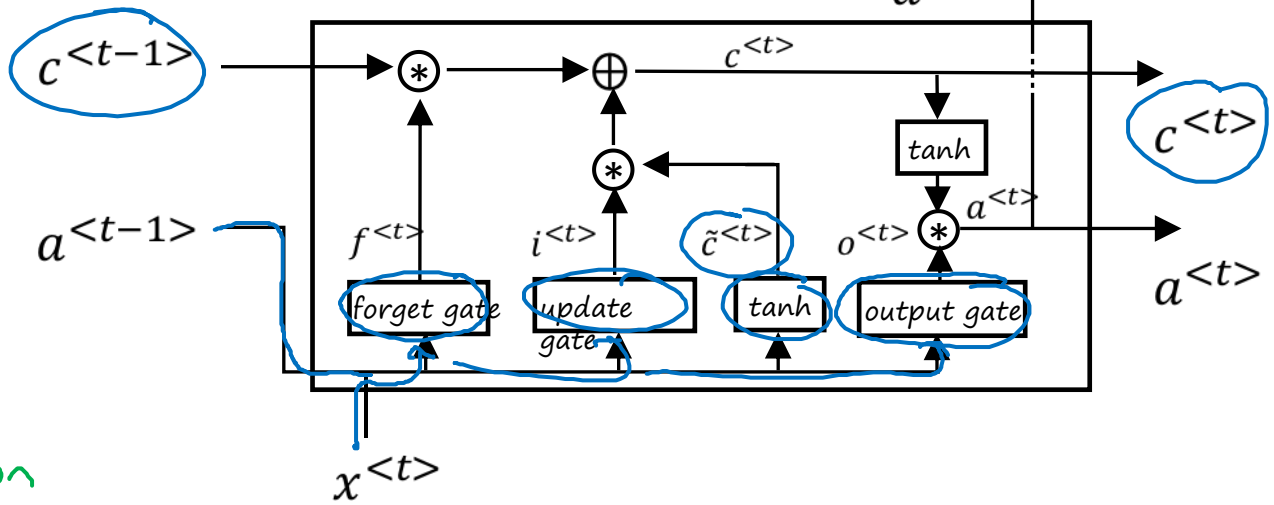 c^{<t-1>}
c^{<t>}
c^{<t>}
tanh
a^{<t-1>}
f^{<t>}
i^{<t>}
c̃^{<t>}
o^{<t>}
a^{<t>}
a^{<t>}
forget gate
update
gate
tanh
output gate
x^{<t>}